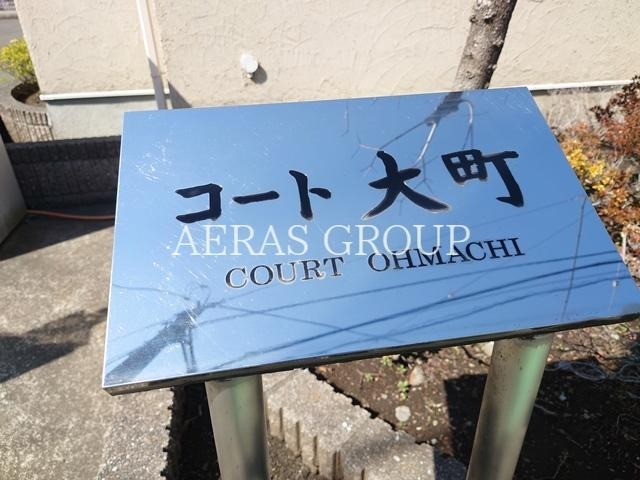 コート 大町
AERAS GROUP
COURT OHMACHI